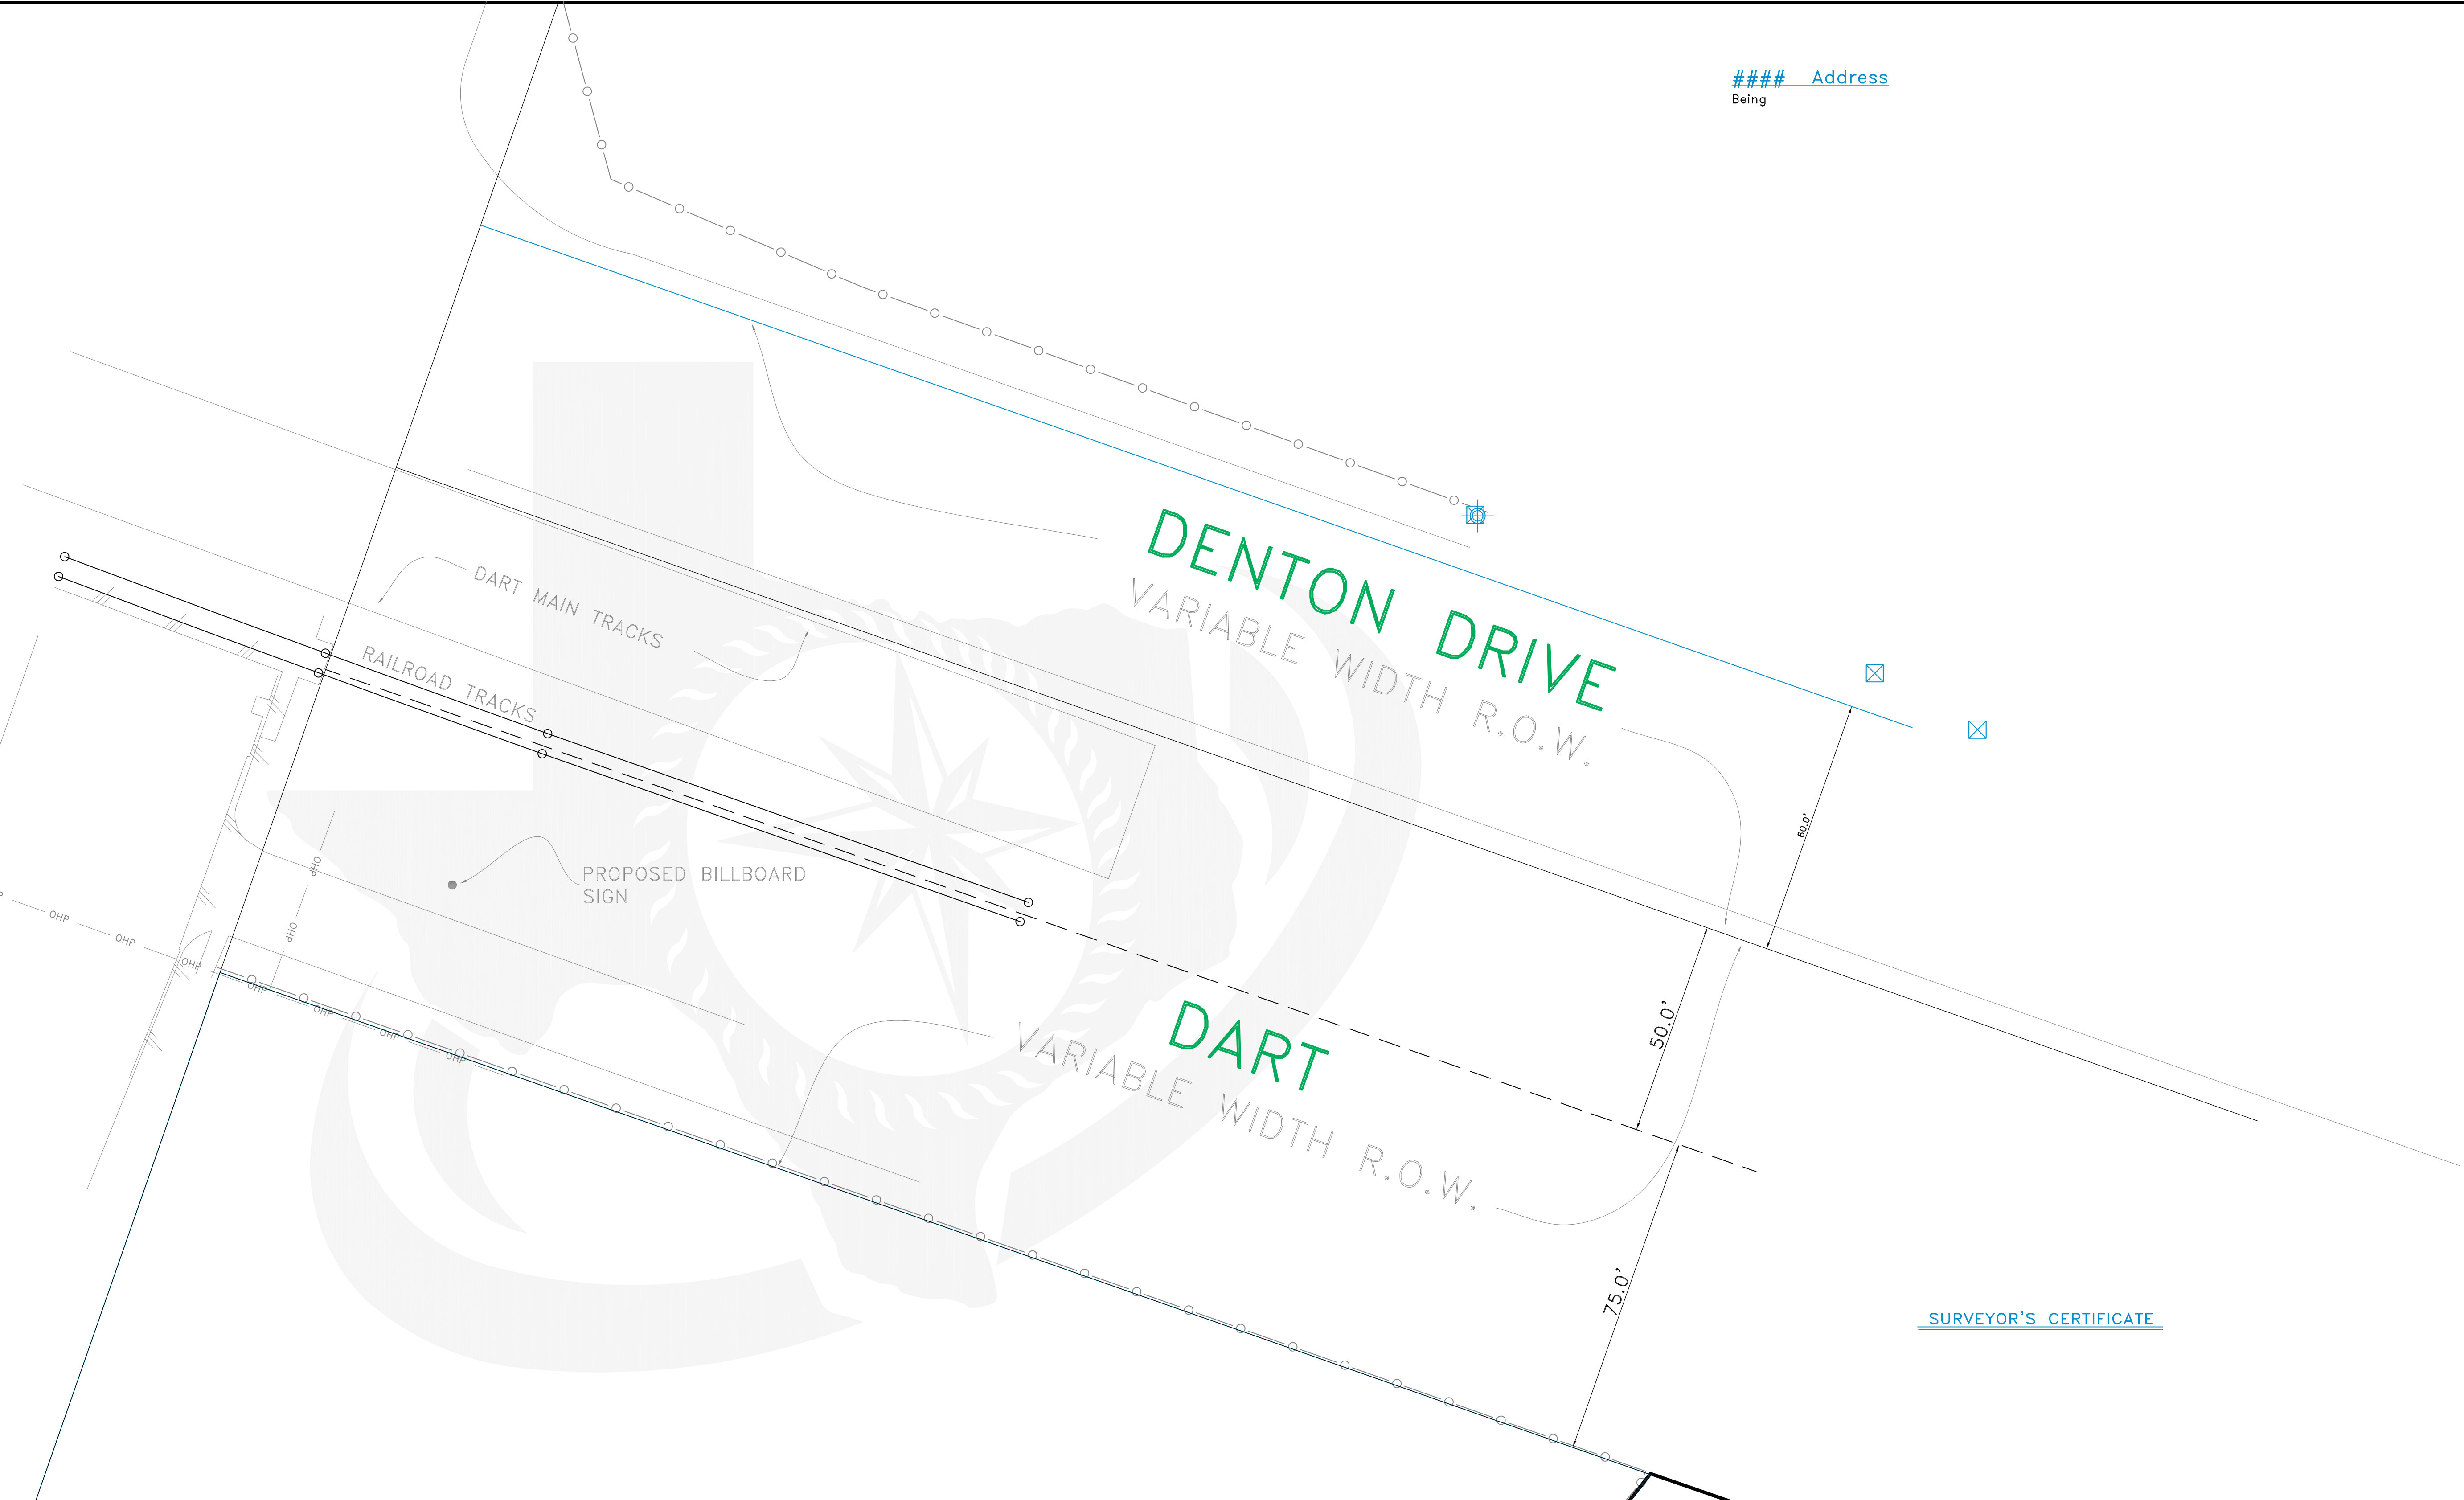 #### Address
Being
DENTON DRIVE
VARIABLE WIDTH R.O.W.
DART MAIN TRACKS
RAILROAD TRACKS
60.0'
PROPOSED BILLBOARD
SIGN
OHP
OHP
OHP
OHP
OHP
OHP
OHP
OHP
OHP
DART
VARIABLE WIDTH R.O.W.
50.0'
75.0'
SURVEYOR'S CERTIFICATE